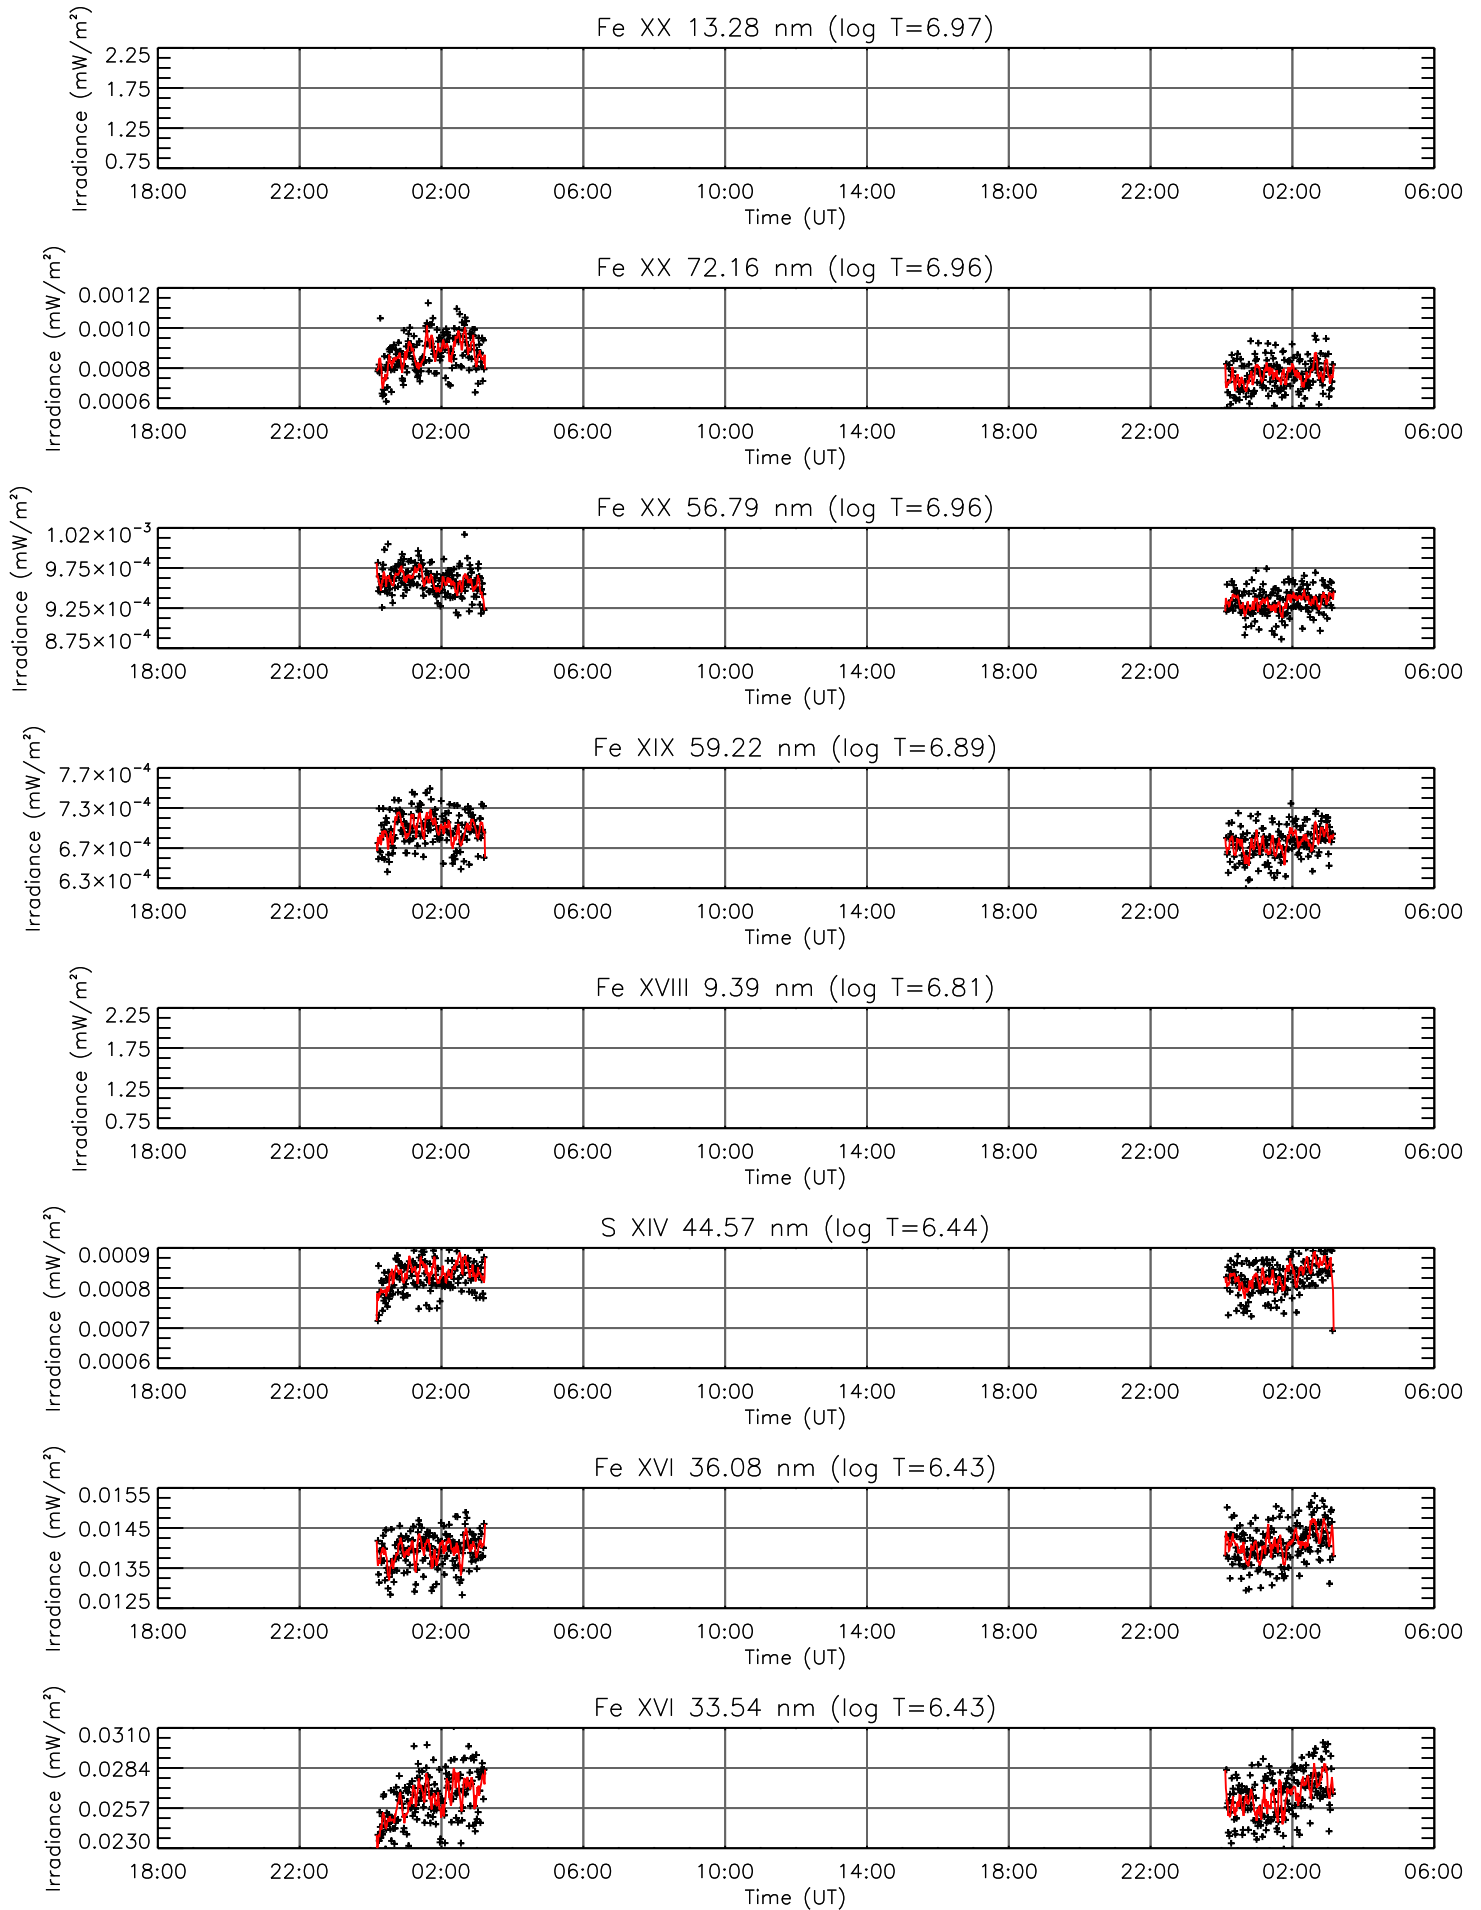 Fe XX 13.28 nm (log T=6.97)
Irradiance (mW/m²)
2.25
1.75
1.25
0.75
18:00 22:00 02:00 06:00 10:00 14:00 18:00 22:00 02:00 06:00
Time (UT)
Fe XX 72.16 nm (log T=6.96)
Irradiance (mW/m²)
0.0012
0.0010
0.0008
0.0006
18:00 22:00 02:00 06:00 10:00 14:00 18:00 22:00 02:00 06:00
Time (UT)
Fe XX 56.79 nm (log T=6.96)
Irradiance (mW/m²)
1.02×10⁻³
9.75×10⁻⁴
9.25×10⁻⁴
8.75×10⁻⁴
18:00 22:00 02:00 06:00 10:00 14:00 18:00 22:00 02:00 06:00
Time (UT)
Fe XIX 59.22 nm (log T=6.89)
Irradiance (mW/m²)
7.7×10⁻⁴
7.3×10⁻⁴
6.7×10⁻⁴
6.3×10⁻⁴
18:00 22:00 02:00 06:00 10:00 14:00 18:00 22:00 02:00 06:00
Time (UT)
Fe XVIII 9.39 nm (log T=6.81)
Irradiance (mW/m²)
2.25
1.75
1.25
0.75
18:00 22:00 02:00 06:00 10:00 14:00 18:00 22:00 02:00 06:00
Time (UT)
S XIV 44.57 nm (log T=6.44)
Irradiance (mW/m²)
0.0009
0.0008
0.0007
0.0006
18:00 22:00 02:00 06:00 10:00 14:00 18:00 22:00 02:00 06:00
Time (UT)
Fe XVI 36.08 nm (log T=6.43)
Irradiance (mW/m²)
0.0155
0.0145
0.0135
0.0125
18:00 22:00 02:00 06:00 10:00 14:00 18:00 22:00 02:00 06:00
Time (UT)
Fe XVI 33.54 nm (log T=6.43)
Irradiance (mW/m²)
0.0310
0.0284
0.0257
0.0230
18:00 22:00 02:00 06:00 10:00 14:00 18:00 22:00 02:00 06:00
Time (UT)